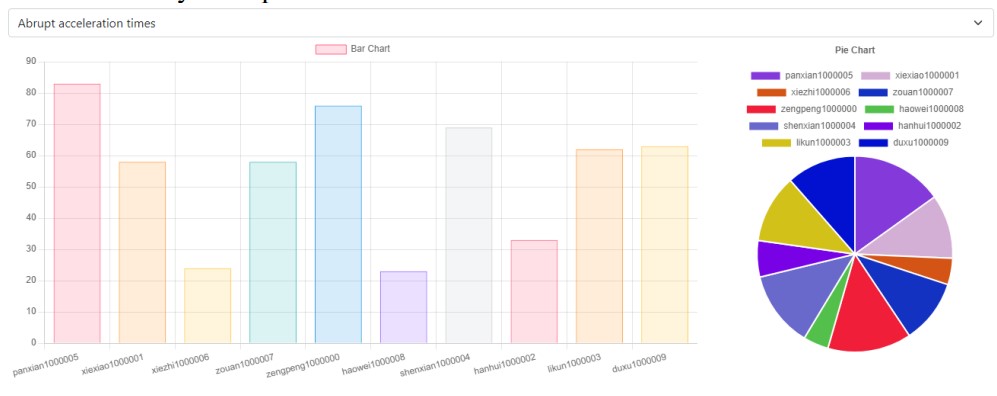 Abrupt acceleration times
Bar Chart
90
80
70
60
50
40
30
20
10
0
panxian1000005
xiexiao1000001
xiezhi1000006
zouan1000007
zengpeng1000000
haowei1000008
shenxian1000004
hanhui1000002
likun1000003
duxu1000009
Pie Chart
panxian1000005 xiexiao1000001
xiezhi1000006 zouan1000007
zengpeng1000000 haowei1000008
shenxian1000004 hanhui1000002
likun1000003 duxu1000009